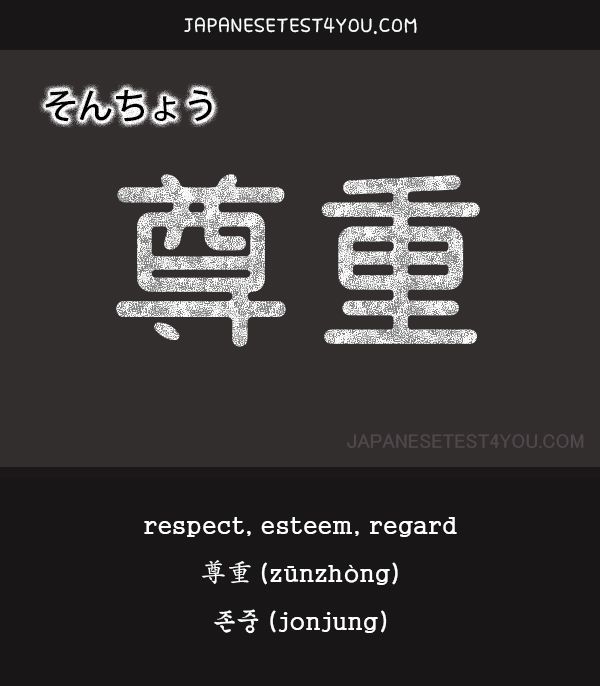 JAPANESETEST4YOU.COM
そんちょう
尊重
JAPANESETEST4YOU.COM
respect, esteem, regard
尊重 (zūnzhòng)
존중 (jonjung)